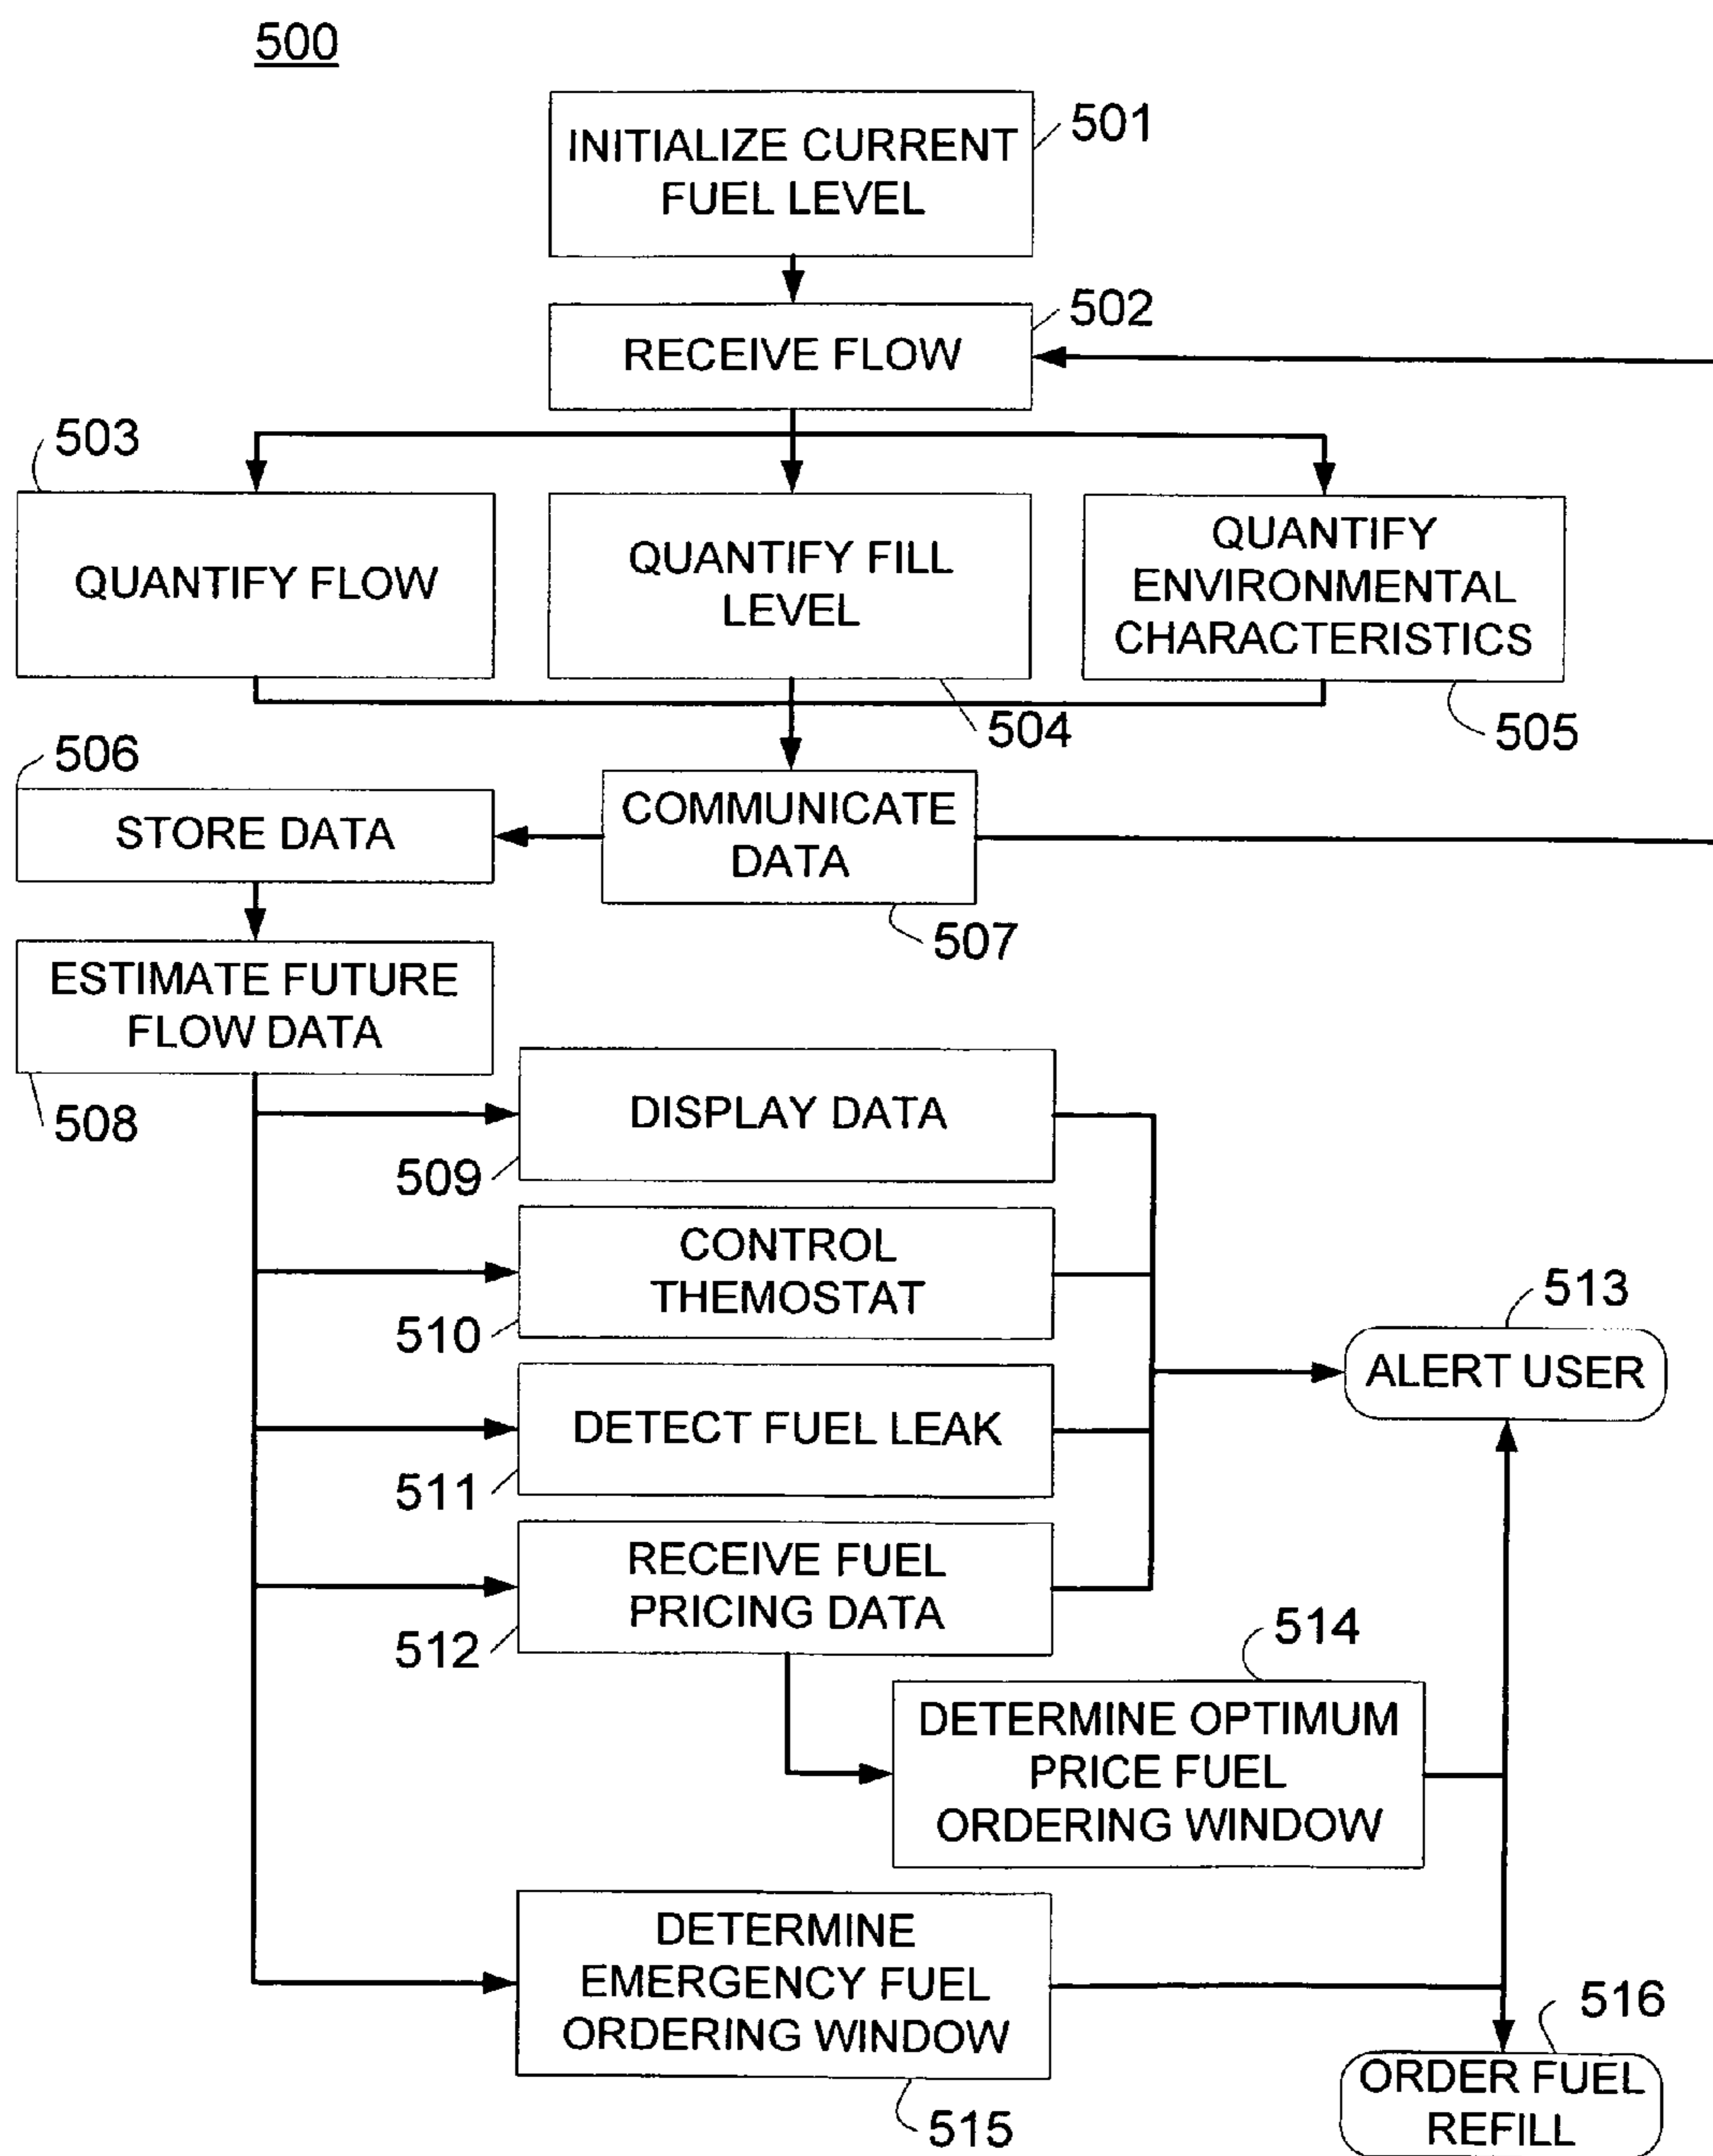 500
INITIALIZE CURRENT
FUEL LEVEL
501
RECEIVE FLOW
502
503
QUANTIFY FLOW
QUANTIFY FILL
LEVEL
504
QUANTIFY
ENVIRONMENTAL
CHARACTERISTICS
505
506
STORE DATA
COMMUNICATE
DATA
507
ESTIMATE FUTURE
FLOW DATA
508
DISPLAY DATA
509
CONTROL
THEMOSTAT
510
513
ALERT USER
DETECT FUEL LEAK
511
RECEIVE FUEL
PRICING DATA
512
514
DETERMINE OPTIMUM
PRICE FUEL
ORDERING WINDOW
DETERMINE
EMERGENCY FUEL
ORDERING WINDOW
515
516
ORDER FUEL
REFILL